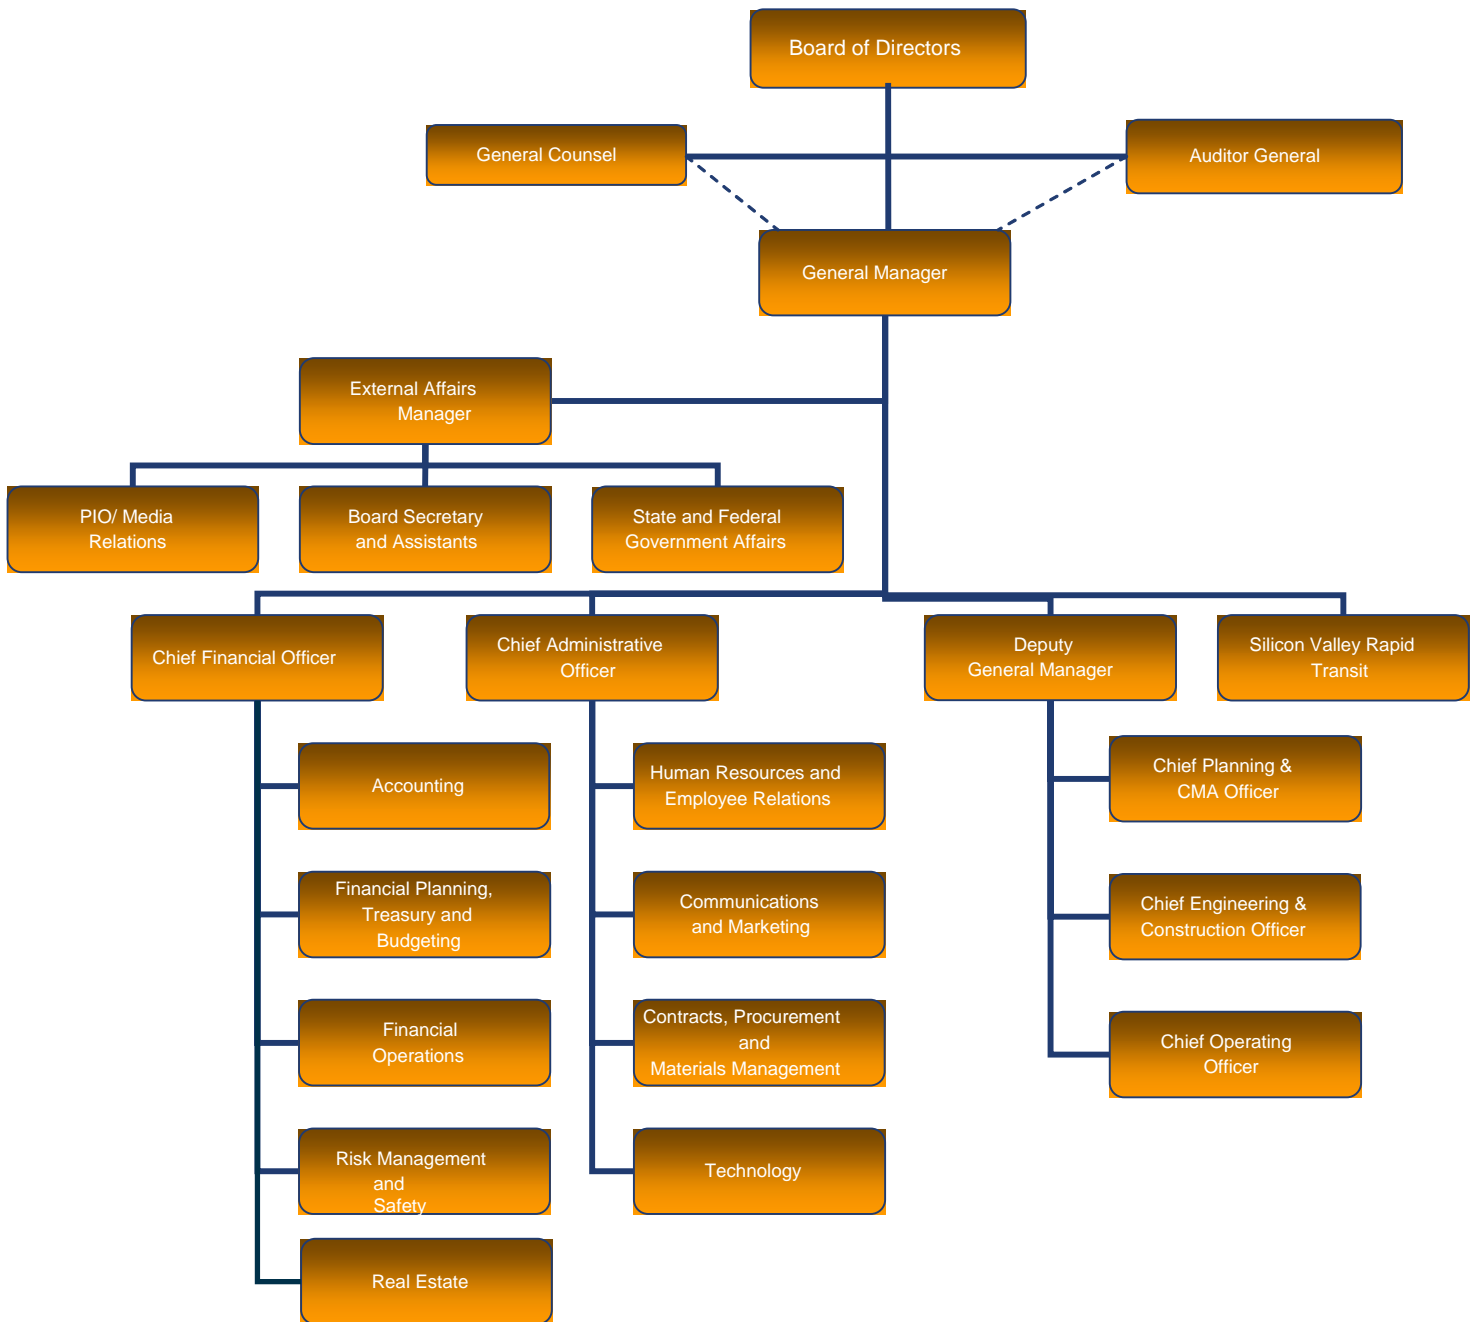 Board of Directors
General Counsel
Auditor General
General Manager
External Affairs
Manager
PIO/ Media
Relations
Board Secretary
and Assistants
State and Federal
Government Affairs
Chief Financial Officer
Chief Administrative
Officer
Deputy
General Manager
Silicon Valley Rapid
Transit
Accounting
Financial Planning,
Treasury and
Budgeting
Financial
Operations
Risk Management
and
Safety
Real Estate
Human Resources and
Employee Relations
Communications
and Marketing
Contracts, Procurement
and
Materials Management
Technology
Chief Planning &
CMA Officer
Chief Engineering &
Construction Officer
Chief Operating
Officer